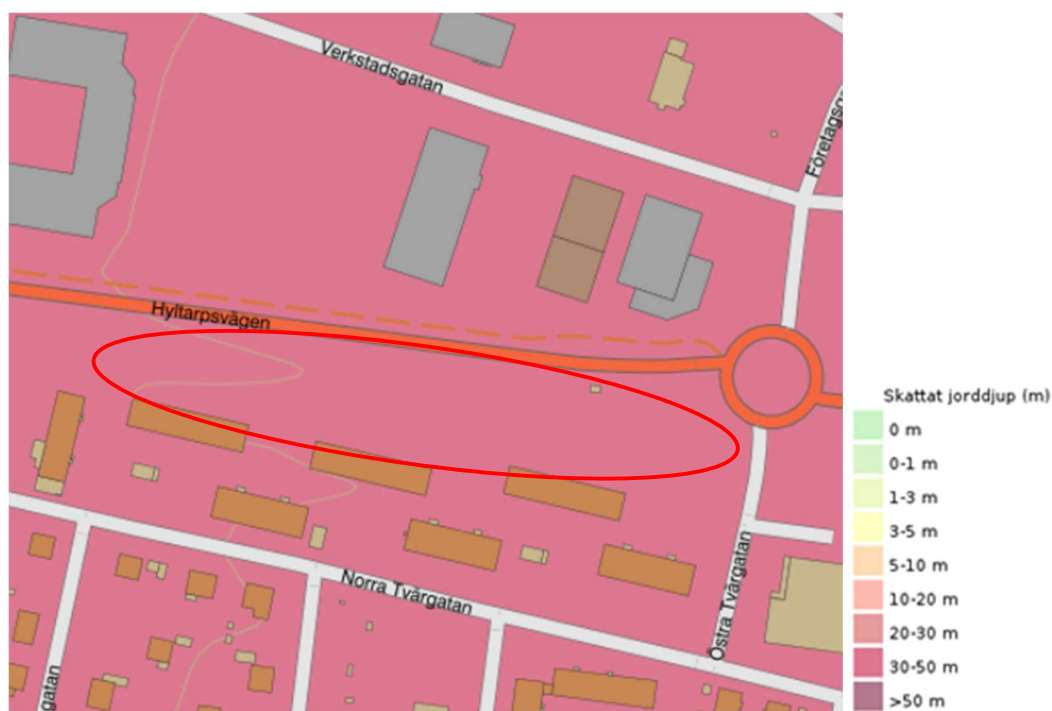 Verkstadsgatan
Hyltarpsvägen
Norra Tvärgatan
Östra Tvärgatan
gatan
Skattat jorddjup (m)
0 m
0-1 m
1-3 m
3-5 m
5-10 m
10-20 m
20-30 m
30-50 m
>50 m